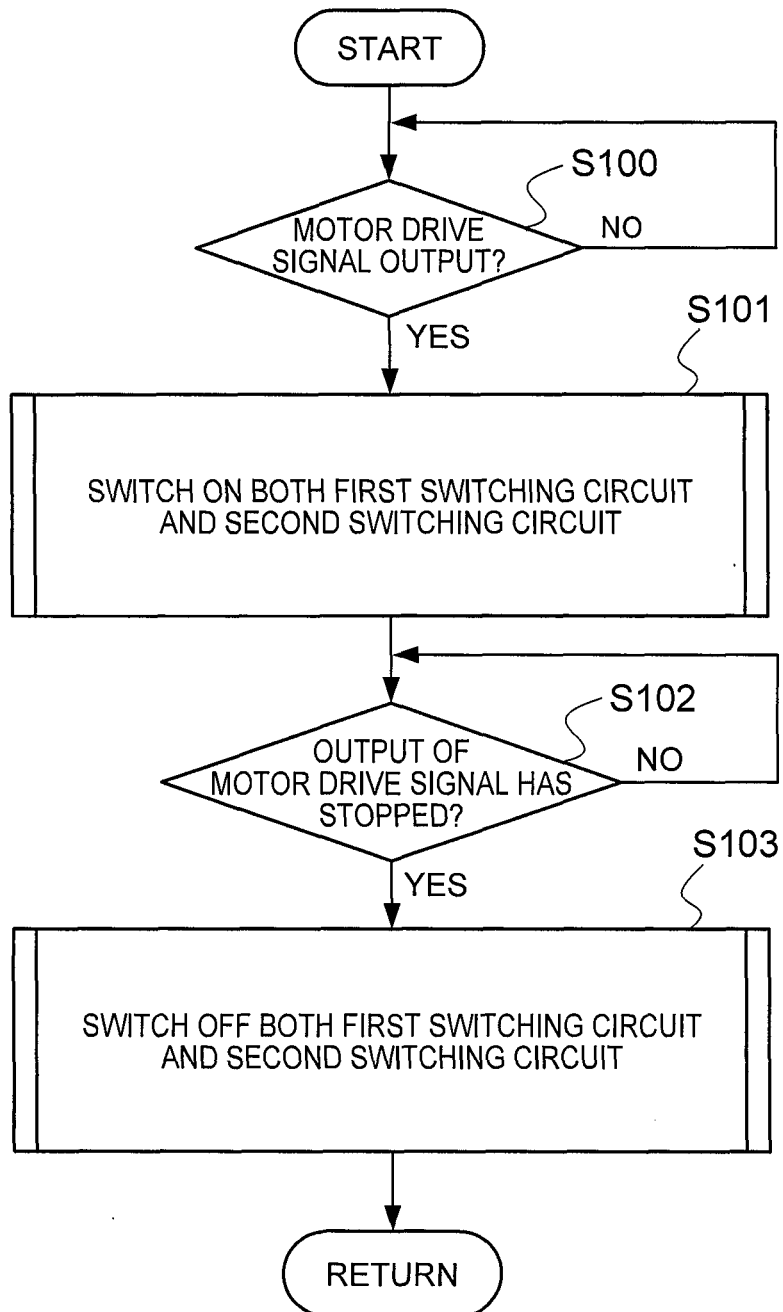 START
S100
MOTOR DRIVE
SIGNAL OUTPUT?
NO
YES
S101
SWITCH ON BOTH FIRST SWITCHING CIRCUIT
AND SECOND SWITCHING CIRCUIT
S102
OUTPUT OF
MOTOR DRIVE SIGNAL HAS
STOPPED?
NO
YES
S103
SWITCH OFF BOTH FIRST SWITCHING CIRCUIT
AND SECOND SWITCHING CIRCUIT
RETURN